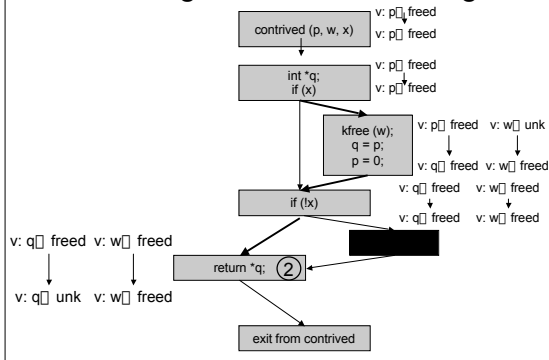 contrived (p, w, x)
v: p▯ freed
v: p▯ freed
int *q;
if (x)
v: p▯ freed
v: p▯ freed
kfree (w);
q = p;
p = 0;
v: p▯ freed v: w▯ unk
v: q▯ freed v: w▯ freed
if (!x)
v: q▯ freed v: w▯ freed
v: q▯ freed v: w▯ freed
v: q▯ freed v: w▯ freed
return *q; 2
v: q▯ unk v: w▯ freed
exit from contrived